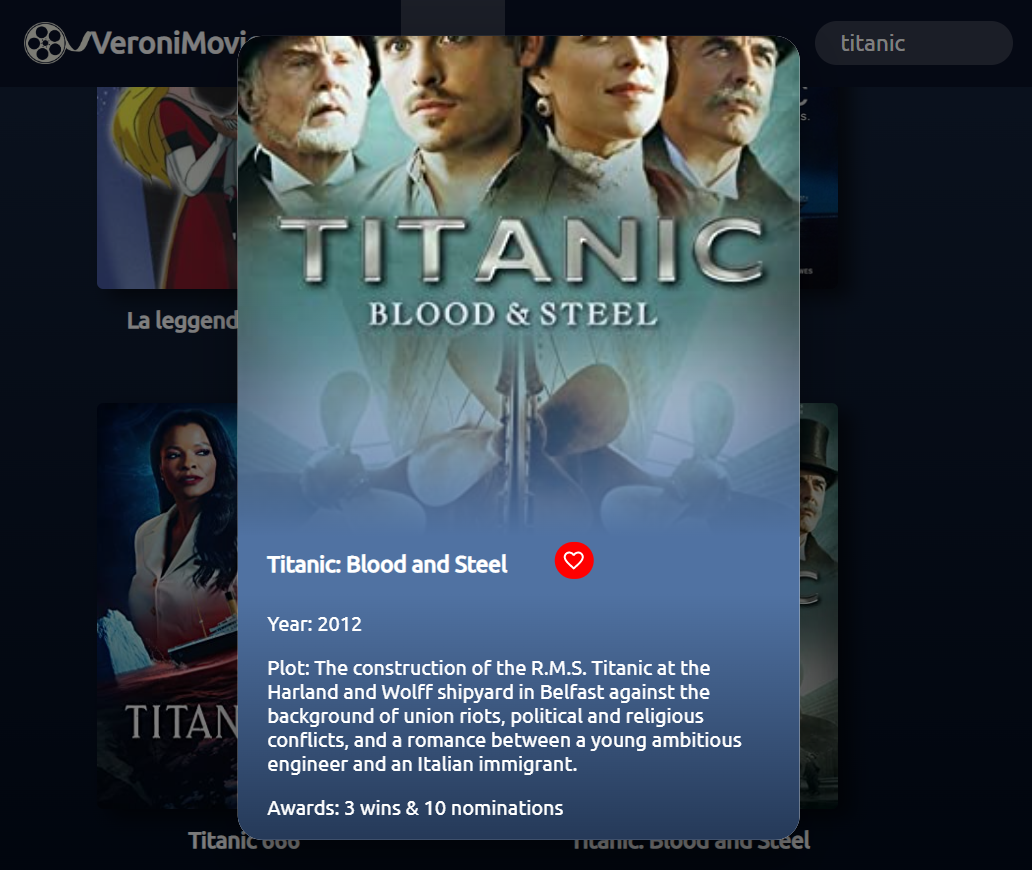 VeroniMovi
titanic
TITANIC
BLOOD & STEEL
La leggend
Titanic: Blood and Steel
Year: 2012
Plot: The construction of the R.M.S. Titanic at the
Harland and Wolff shipyard in Belfast against the
background of union riots, political and religious
conflicts, and a romance between a young ambitious
engineer and an Italian immigrant.
TITAN
Awards: 3 wins & 10 nominations
Titanic 666
Titanic: Blood and Steel